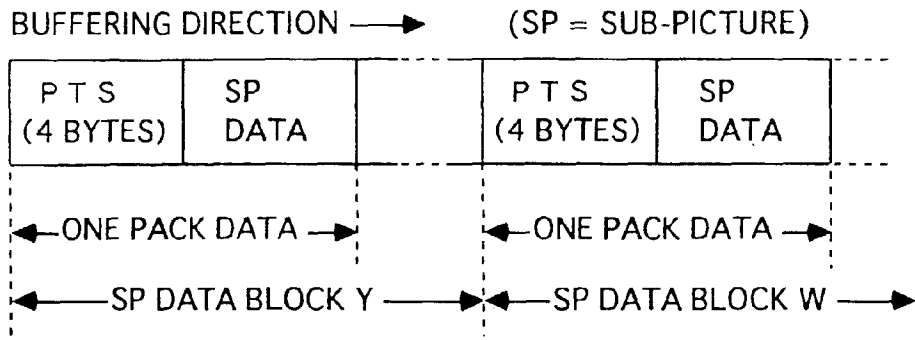 BUFFERING DIRECTION (SP = SUB-PICTURE)
PTS SP PTS SP
(4 BYTES) DATA (4 BYTES) DATA
ONE PACK DATA ONE PACK DATA
SP DATA BLOCK Y SP DATA BLOCK W